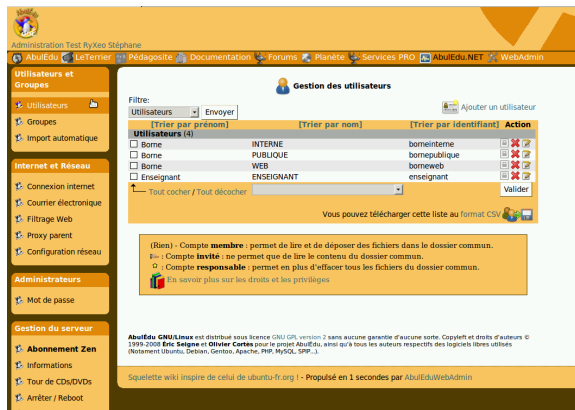 AbulÉdu
Administration Test RyXeo Stéphane
AbulÉdu LeTerrier Pédagosite Documentation Forums Planète Services PRO AbulEdu.NET WebAdmin
Utilisateurs et Groupes
Utilisateurs
Groupes
Import automatique
Internet et Réseau
Connexion internet
Courrier électronique
Filtrage Web
Proxy parent
Configuration réseau
Administrateurs
Mot de passe
Gestion du serveur
Abonnement Zen
Informations
Tour de CDs/DVDs
Arrêter / Reboot
Gestion des utilisateurs
Filtre:
Utilisateurs Envoyer Ajouter un utilisateur
[Trier par prénom] [Trier par nom] [Trier par identifiant] Action
Utilisateurs (4)
Borne INTERNE borneinterne
Borne PUBLIQUE bornepublique
Borne WEB borneweb
Enseignant ENSEIGNANT enseignant
Tout cocher / Tout décocher Valider
Vous pouvez télécharger cette liste au format CSV
(Rien) - Compte membre : permet de lire et de déposer des fichiers dans le dossier commun.
: Compte invité : ne permet que de lire le contenu du dossier commun.
: Compte responsable : permet en plus d'effacer tous les fichiers du dossier commun.
En savoir plus sur les droits et les privilèges
AbulÉdu GNU/Linux est distribué sous licence GNU GPL version 2 sans aucune garantie d'aucune sorte. Copyleft et droits d'auteurs ©
1999-2008 Éric Seigne et Olivier Cortès pour le projet AbulÉdu, ainsi qu'à tous les auteurs respectifs des logiciels libres utilisés
(Notament Ubuntu, Debian, Gentoo, Apache, PHP, MySQL, SPIP...).
Squelette wiki inspire de celui de ubuntu-fr.org ! - Propulsé en 1 secondes par AbulEduWebAdmin